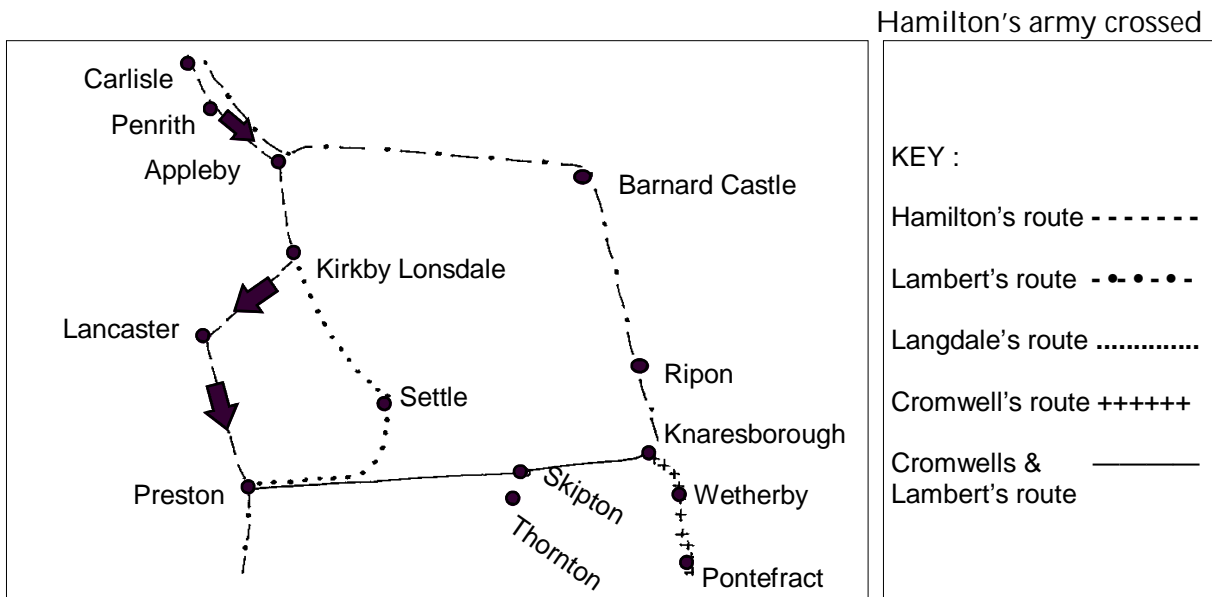 Hamilton's army crossed
Carlisle
Penrith
Appleby
Barnard Castle
Kirkby Lonsdale
Lancaster
Ripon
Settle
Knaresborough
Preston
Skipton
Wetherby
Thornton
Pontefract
KEY :
Hamilton's route
Lambert's route
Langdale's route
Cromwell's route ++++++
Cromwells &
Lambert's route